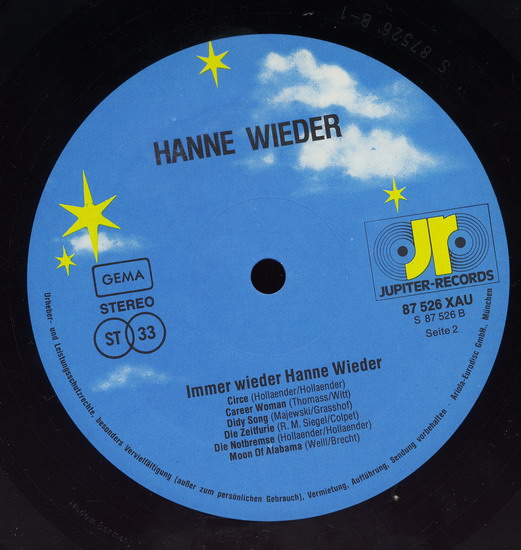 S 87526 B-1
HANNE WIEDER
JUPITER-RECORDS
87 526 XAU
S 87 526 B
Seite 2
GEMA
STEREO
ST 33
Immer wieder Hanne Wieder
Circe (Hollaender/Hollaender)
Career Woman (Thomass/Witt)
Didy Song (Majewski/Grasshof)
Die Zeitfurie (R. M. Siegel/Colpet)
Die Notbremse (Hollaender/Hollaender)
Moon Of Alabama (Weill/Brecht)
Urheber- und Leistungsschutzrechte, besonders Vervielfältigung (außer zum persönlichen Gebrauch), Vermietung, Aufführung, Sendung vorbehalten · Ariola-Eurodisc GmbH., München